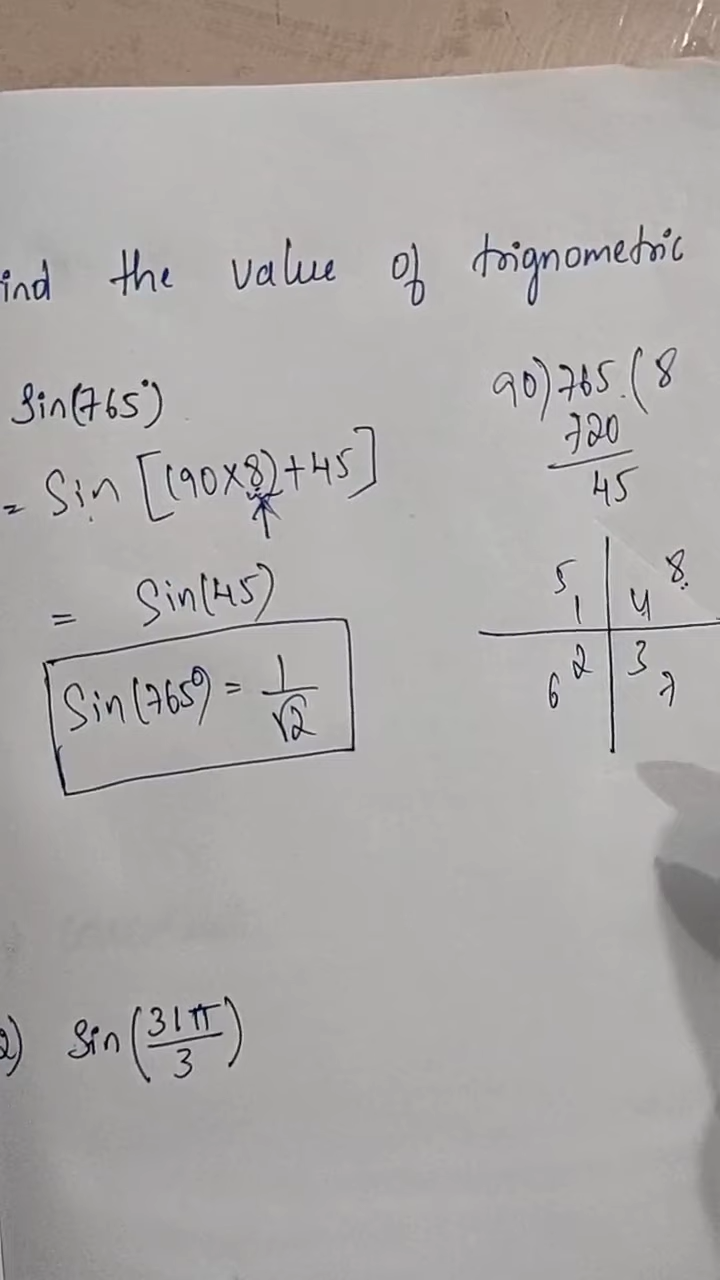 ind the value of trignometric
Sin(765°)
90)765(8
720
45
= Sin [(90×8)+45]
= Sin(45)
Sin(765°) = 1/√2
5 1 4 8
6 2 3 7
2) Sin(31π/3)